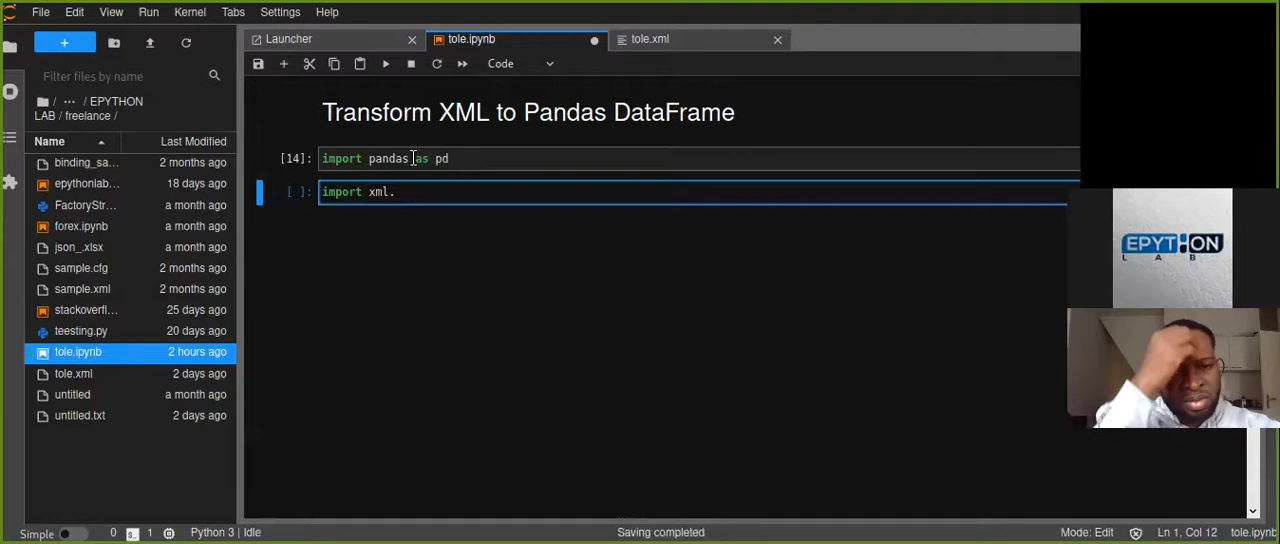 File Edit View Run Kernel Tabs Settings Help
+
Launcher tole.ipynb tole.xml
Filter files by name
Code
/ ... / EPYTHON
LAB / freelance /
Name Last Modified
binding_sa... 2 months ago
epythonlab... 18 days ago
FactoryStr... a month ago
forex.ipynb a month ago
json_.xlsx a month ago
sample.cfg 2 months ago
sample.xml 2 months ago
stackoverfl... 25 days ago
teesting.py 20 days ago
tole.ipynb 2 hours ago
tole.xml 2 days ago
untitled a month ago
untitled.txt 2 days ago
Transform XML to Pandas DataFrame
[14]: import pandas as pd
[ ]: import xml.
EPYTHON
LAB
Simple 0 1 Python 3 | Idle Saving completed Mode: Edit Ln 1, Col 12 tole.ipynb